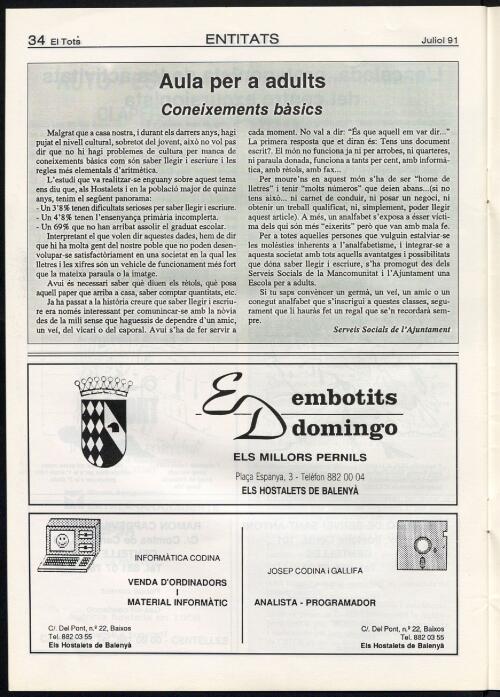 34 El Tots
ENTITATS
Juliol 91
Aula per a adults
Coneixements bàsics
Malgrat que a casa nostra, i durant els darrers anys, hagi
pujat el nivell cultural, sobretot del jovent, això no vol pas
dir que no hi hagi problemes de cultura per manca de
coneixements bàsics com són saber llegir i escriure i les
regles més elementals d'aritmètica.
L'estudi que va realitzar-se enguany sobre aquest tema
ens diu que, als Hostalets i en la població major de quinze
anys, tenim el següent panorama:
- Un 3'8% tenen dificultats serioses per saber llegir i escriure.
- Un 4'8% tenen l'ensenyança primària incomplerta.
- Un 69% que no han arribat assolir el graduat escolar.
Interpretant el que volen dir aquestes dades, hem de dir
que hi ha molta gent del nostre poble que no poden desen-
volupar-se satisfactòriament en una societat en la qual les
lletres i les xifres són un vehicle de funcionament més fort
que la mateixa paraula o la imatge.
Avui és necessari saber què diuen els rètols, què posa
aquell paper que arriba a casa, saber comptar quantitats, etc.
Ja ha passat a la història creure que saber llegir i escriu-
re era només interessant per comunicar-se amb la nòvia
des de la mili sense que haguessis de dependre d'un amic,
un veí, del vicari o del caporal. Avui s'ha de fer servir a
cada moment. No val a dir: "És que aquell em var dir..."
La primera resposta que et diran és: Tens uns document
escrit?. El món no funciona ja ni per arrobes, ni quarteres,
ni paraula donada, funciona a tants per cent, amb informà-
tica, amb rètols, amb fax...
Per moure'ns en aquest món s'ha de ser "home de
lletres" i tenir "molts números" que deien abans...(si no
tens això... ni carnet de conduir, ni posar un negoci, ni
obtenir un treball qualificat, ni, simplement, poder llegir
aquest article). A més, un analfabet s'exposa a ésser vícti-
ma dels qui són més "eixerits" però que van amb mala fe.
Per a totes aquelles persones que vulguin estalviar-se
les molèsties inherents a l'analfabetisme, i integrar-se a
aquesta societat amb tots aquells avantatges i possibilitats
que dóna saber llegir i escriure, s'ha promogut des dels
Serveis Socials de la Mancomunitat i l'Ajuntament una
Escola per a adults.
Si tu saps convèncer un germà, un veí, un amic o un
conegut analfabet que s'inscrigui a questes classes, segu-
rament que li hauràs fet un regal que se'n recordarà sem-
pre.
Serveis Socials de l'Ajuntament
E embotits
D domingo
ELS MILLORS PERNILS
Plaça Espanya, 3 - Telèfon 882 00 04
ELS HOSTALETS DE BALENYÀ
INFORMÀTICA CODINA
VENDA D'ORDINADORS
I
MATERIAL INFORMÀTIC
C/. Del Pont, n.º 22, Baixos
Tel. 882 03 55
Els Hostalets de Balenyà
JOSEP CODINA i GALLIFA
ANALISTA - PROGRAMADOR
C/. Del Pont, n.º 22, Baixos
Tel. 882 03 55
Els Hostalets de Balenyà